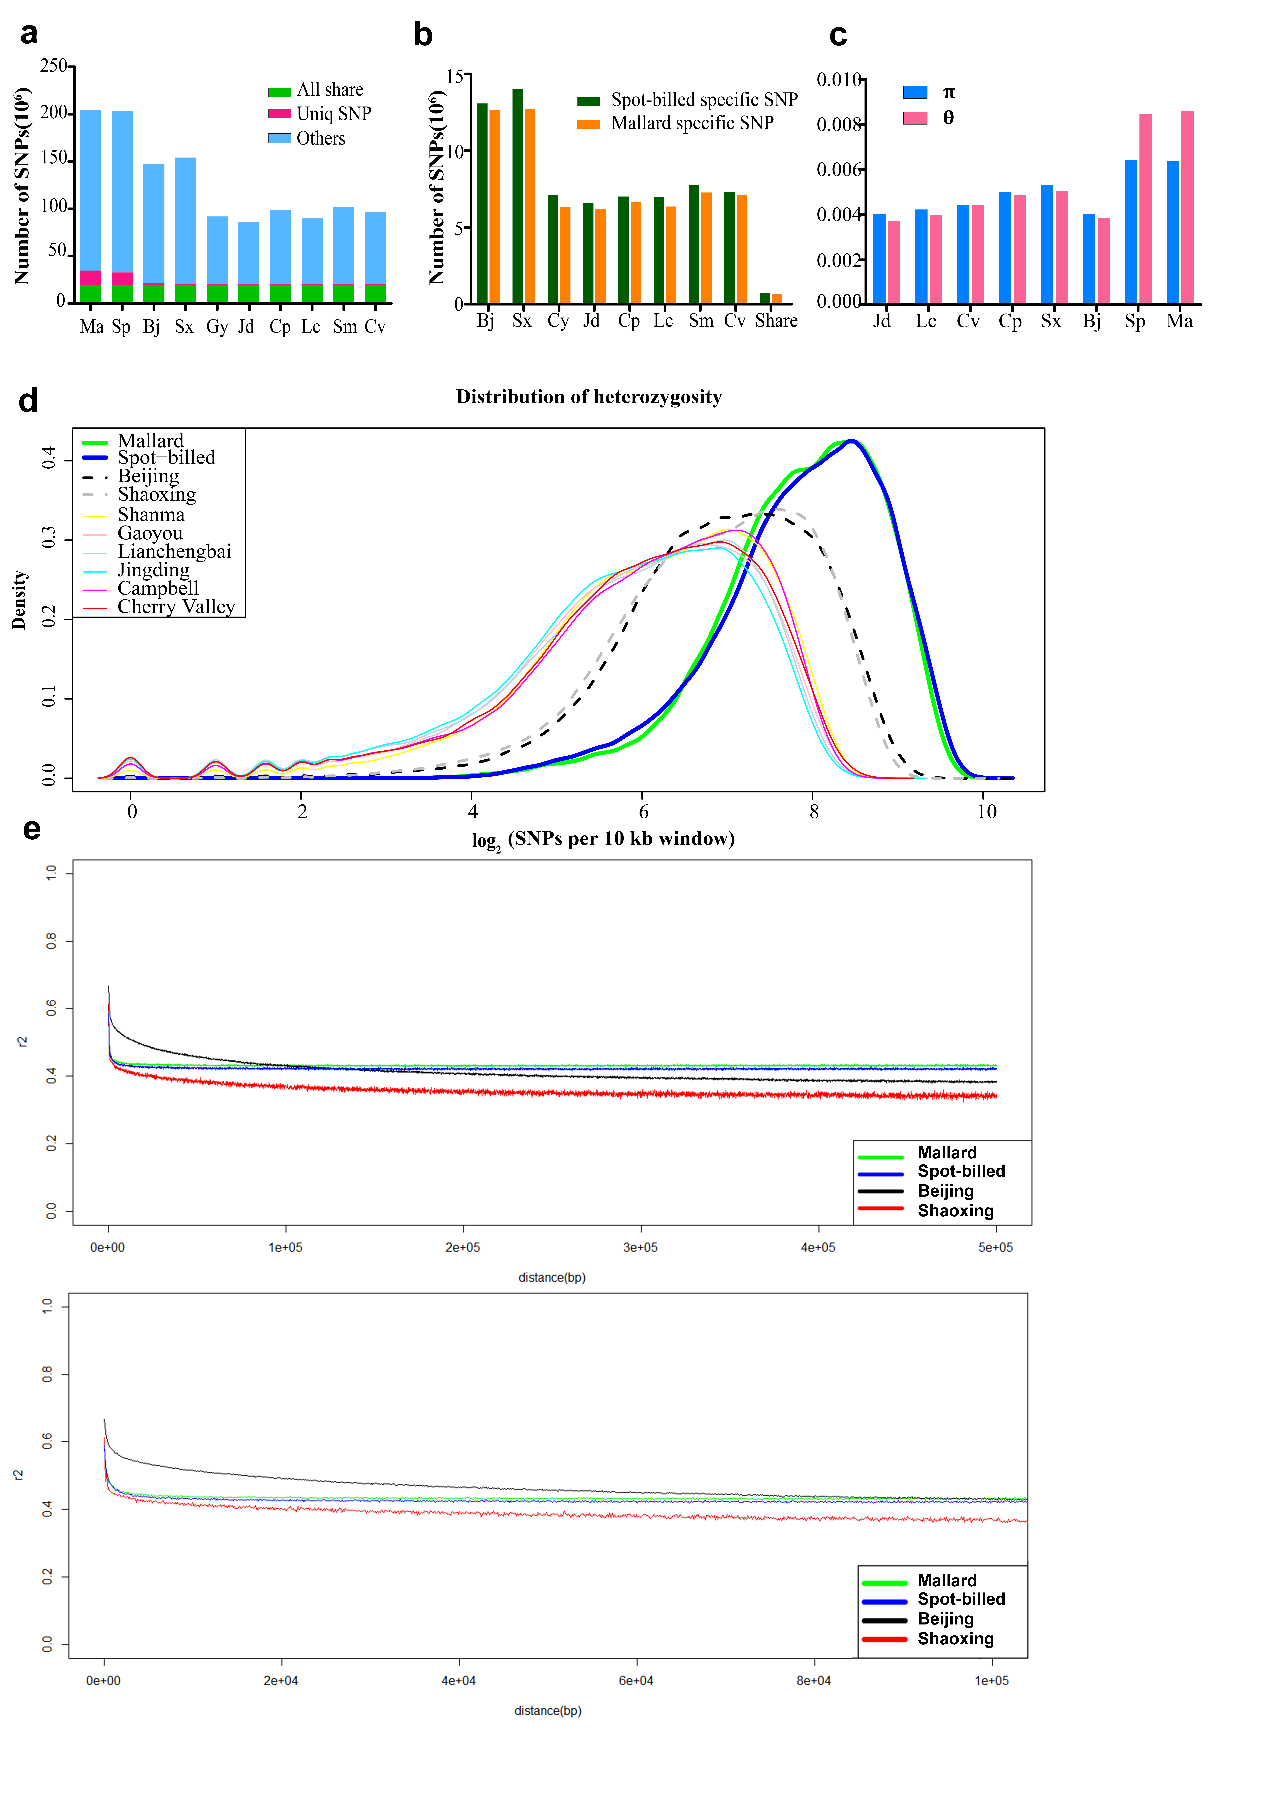 a
Number of SNPs(10⁶)
250
200
150
100
50
0
All share
Uniq SNP
Others
Ma Sp Bj Sx Gy Jd Cp Lc Sm Cv
b
Number of SNPs(10⁶)
15
10
5
0
Spot-billed specific SNP
Mallard specific SNP
Bj Sx Cy Jd Cp Lc Sm Cv Share
c
0.010
0.008
0.006
0.004
0.002
0.000
π
θ
Jd Lc Cv Cp Sx Bj Sp Ma
d
Distribution of heterozygosity
Density
0.4
0.3
0.2
0.1
0.0
Mallard
Spot-billed
Beijing
Shaoxing
Shanma
Gaoyou
Lianchengbai
Jingding
Campbell
Cherry Valley
0 2 4 6 8 10
log₂ (SNPs per 10 kb window)
e
r2
1.0
0.8
0.6
0.4
0.2
0.0
Mallard
Spot-billed
Beijing
Shaoxing
0e+00 1e+05 2e+05 3e+05 4e+05 5e+05
distance(bp)
r2
1.0
0.8
0.6
0.4
0.2
0.0
Mallard
Spot-billed
Beijing
Shaoxing
0e+00 2e+04 4e+04 6e+04 8e+04 1e+05
distance(bp)